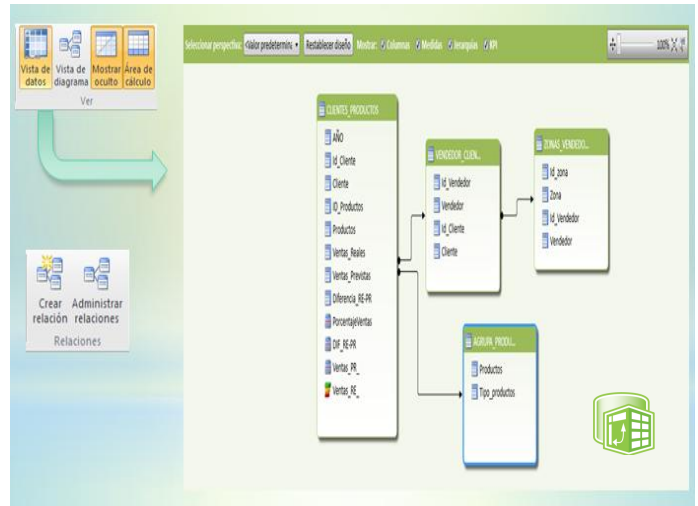 Vista de datos
Vista de diagrama
Mostrar oculto
Área de cálculo
Ver
Seleccionar perspectiva: <Valor predetermin
Restablecer diseño
Mostrar: Columnas Medidas Jerarquías KPI
100%
CLIENTES_PRODUCTOS
AÑO
Id_Cliente
Cliente
ID_Productos
Productos
Ventas_Reales
Ventas_Previstas
Diferencia_RE-PR
PorcentajeVentas
DIF_RE-PR
Ventas_PR_
Ventas_RE_
VENDEDOR_CLIEN...
Id_Vendedor
Vendedor
Id_Cliente
Cliente
ZONAS_VENDEDO...
Id_zona
Zona
Id_Vendedor
Vendedor
AGRUPA_PRODU...
Productos
Tipo_productos
Crear relación
Administrar relaciones
Relaciones